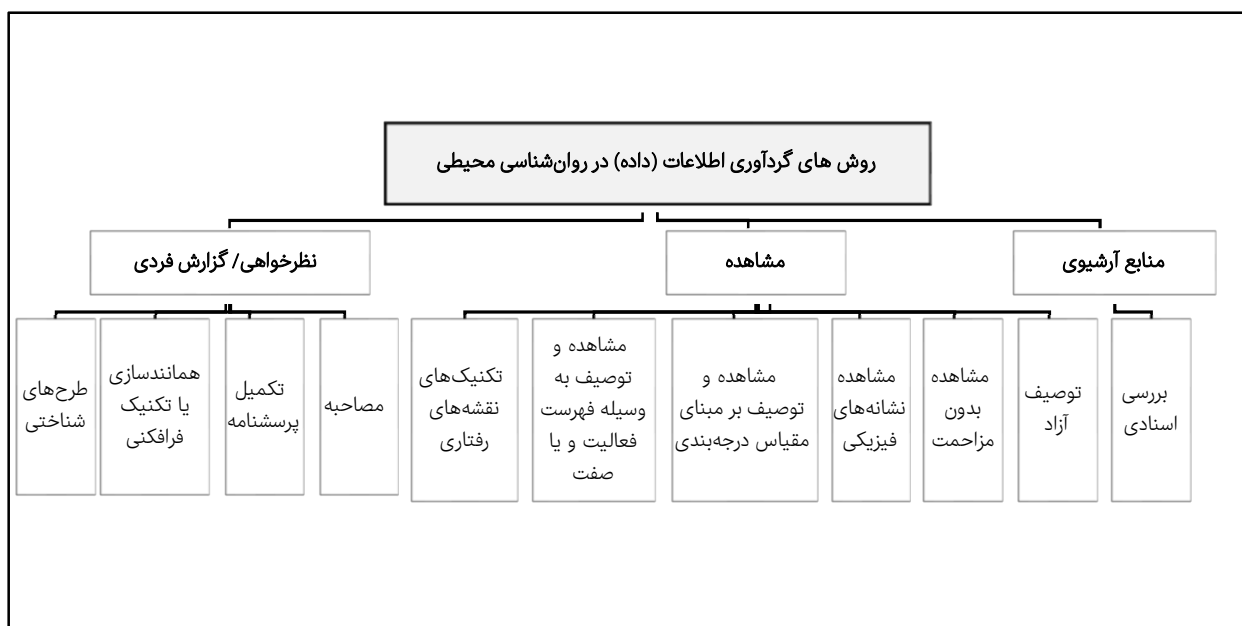 روش های گردآوری اطلاعات (داده) در روان‌شناسی محیطی
منابع آرشیوی
مشاهده
نظرخواهی/ گزارش فردی
بررسی
اسنادی
توصیف
آزاد
مشاهده
بدون
مزاحمت
مشاهده
نشانه‌های
فیزیکی
مشاهده و
توصیف بر مبنای
مقیاس درجه‌بندی
مشاهده و
توصیف به
وسیله فهرست
فعالیت و یا
صفت
تکنیک‌های
نقشه‌های
رفتاری
مصاحبه
تکمیل
پرسشنامه
همانندسازی
یا تکنیک
فرافکنی
طرح‌های
شناختی